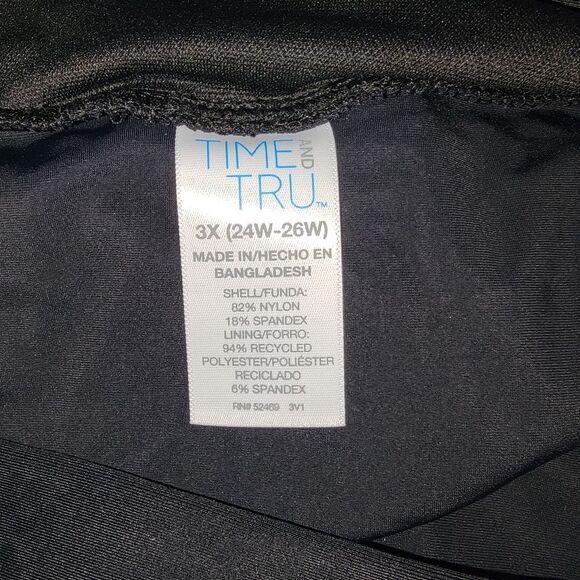 TIME AND
TRU™
3X (24W-26W)
MADE IN/HECHO EN
BANGLADESH
SHELL/FUNDA:
82% NYLON
18% SPANDEX
LINING/FORRO:
94% RECYCLED
POLYESTER/POLIÉSTER
RECICLADO
6% SPANDEX
RN# 52469 3V1